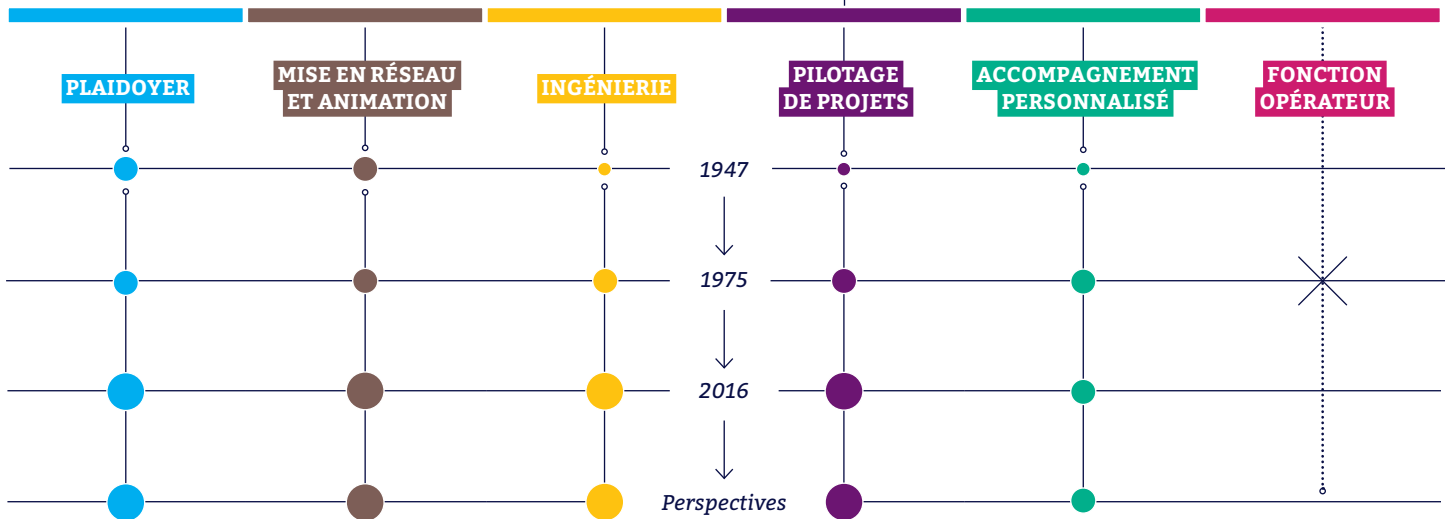 PLAIDOYER
MISE EN RÉSEAU
ET ANIMATION
INGÉNIERIE
PILOTAGE
DE PROJETS
ACCOMPAGNEMENT
PERSONNALISÉ
FONCTION
OPÉRATEUR
1947
1975
2016
Perspectives